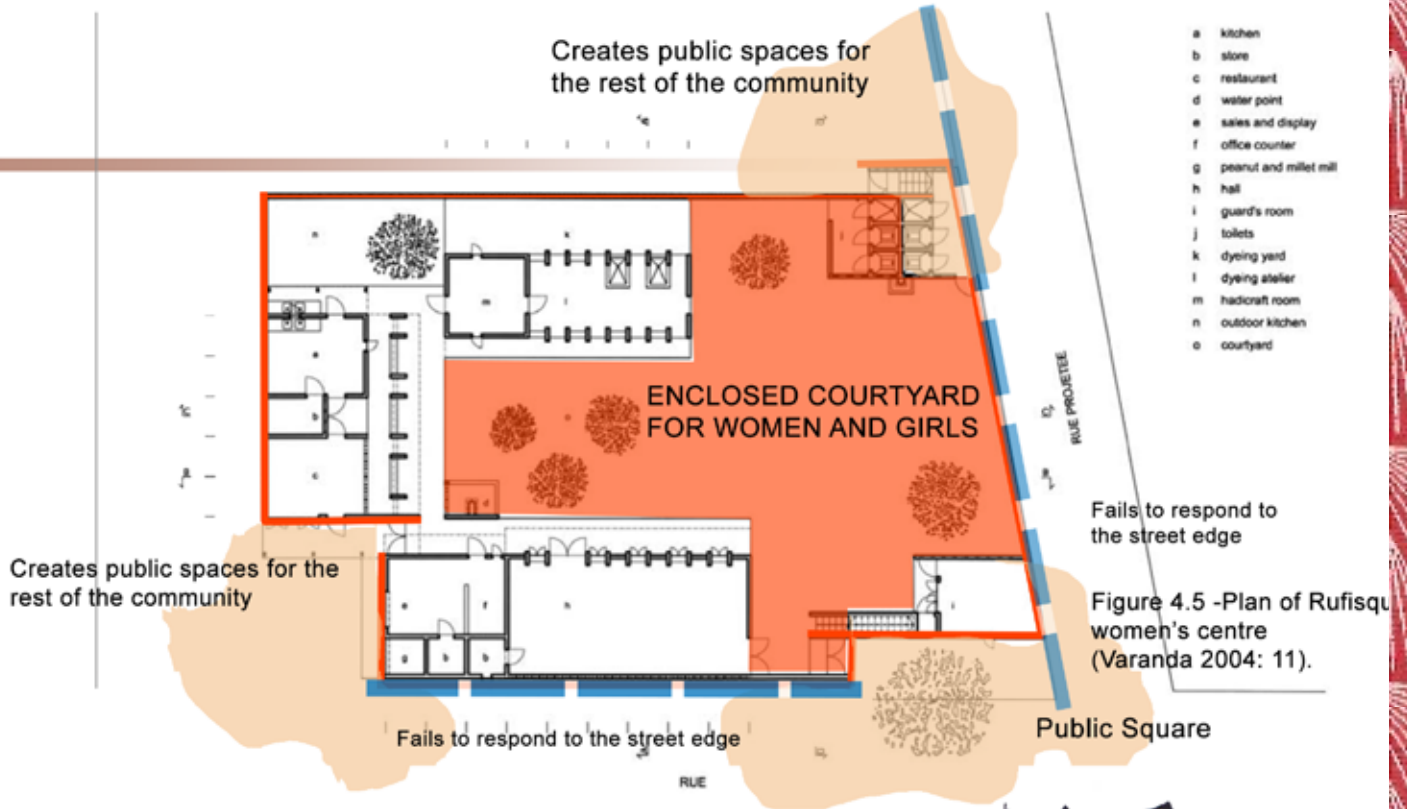 Creates public spaces for
the rest of the community
a kitchen
b store
c restaurant
d water point
e sales and display
f office counter
g peanut and millet mill
h hall
i guard's room
j toilets
k dyeing yard
l dyeing atelier
m hadicraft room
n outdoor kitchen
o courtyard
n
k
j
m
l
a
ENCLOSED COURTYARD
FOR WOMEN AND GIRLS
RUE PROJETEE
b
c
d
Fails to respond to
the street edge
Creates public spaces for the
rest of the community
e
f
h
i
Figure 4.5 -Plan of Rufisqu
women's centre
(Varanda 2004: 11).
g
b
b
Public Square
Fails to respond to the street edge
RUE